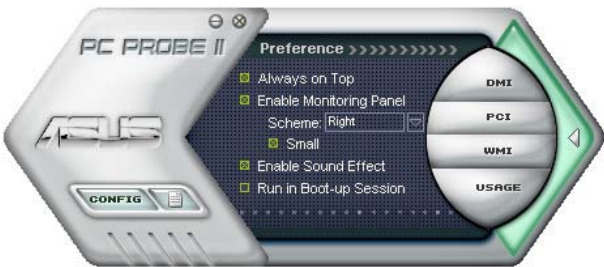 PC PROBE II
Preference >>>>>>>>>>>
Always on Top
Enable Monitoring Panel
Scheme: Right
Small
Enable Sound Effect
Run in Boot-up Session
ASUS
CONFIG
DMI
PCI
WMI
USAGE